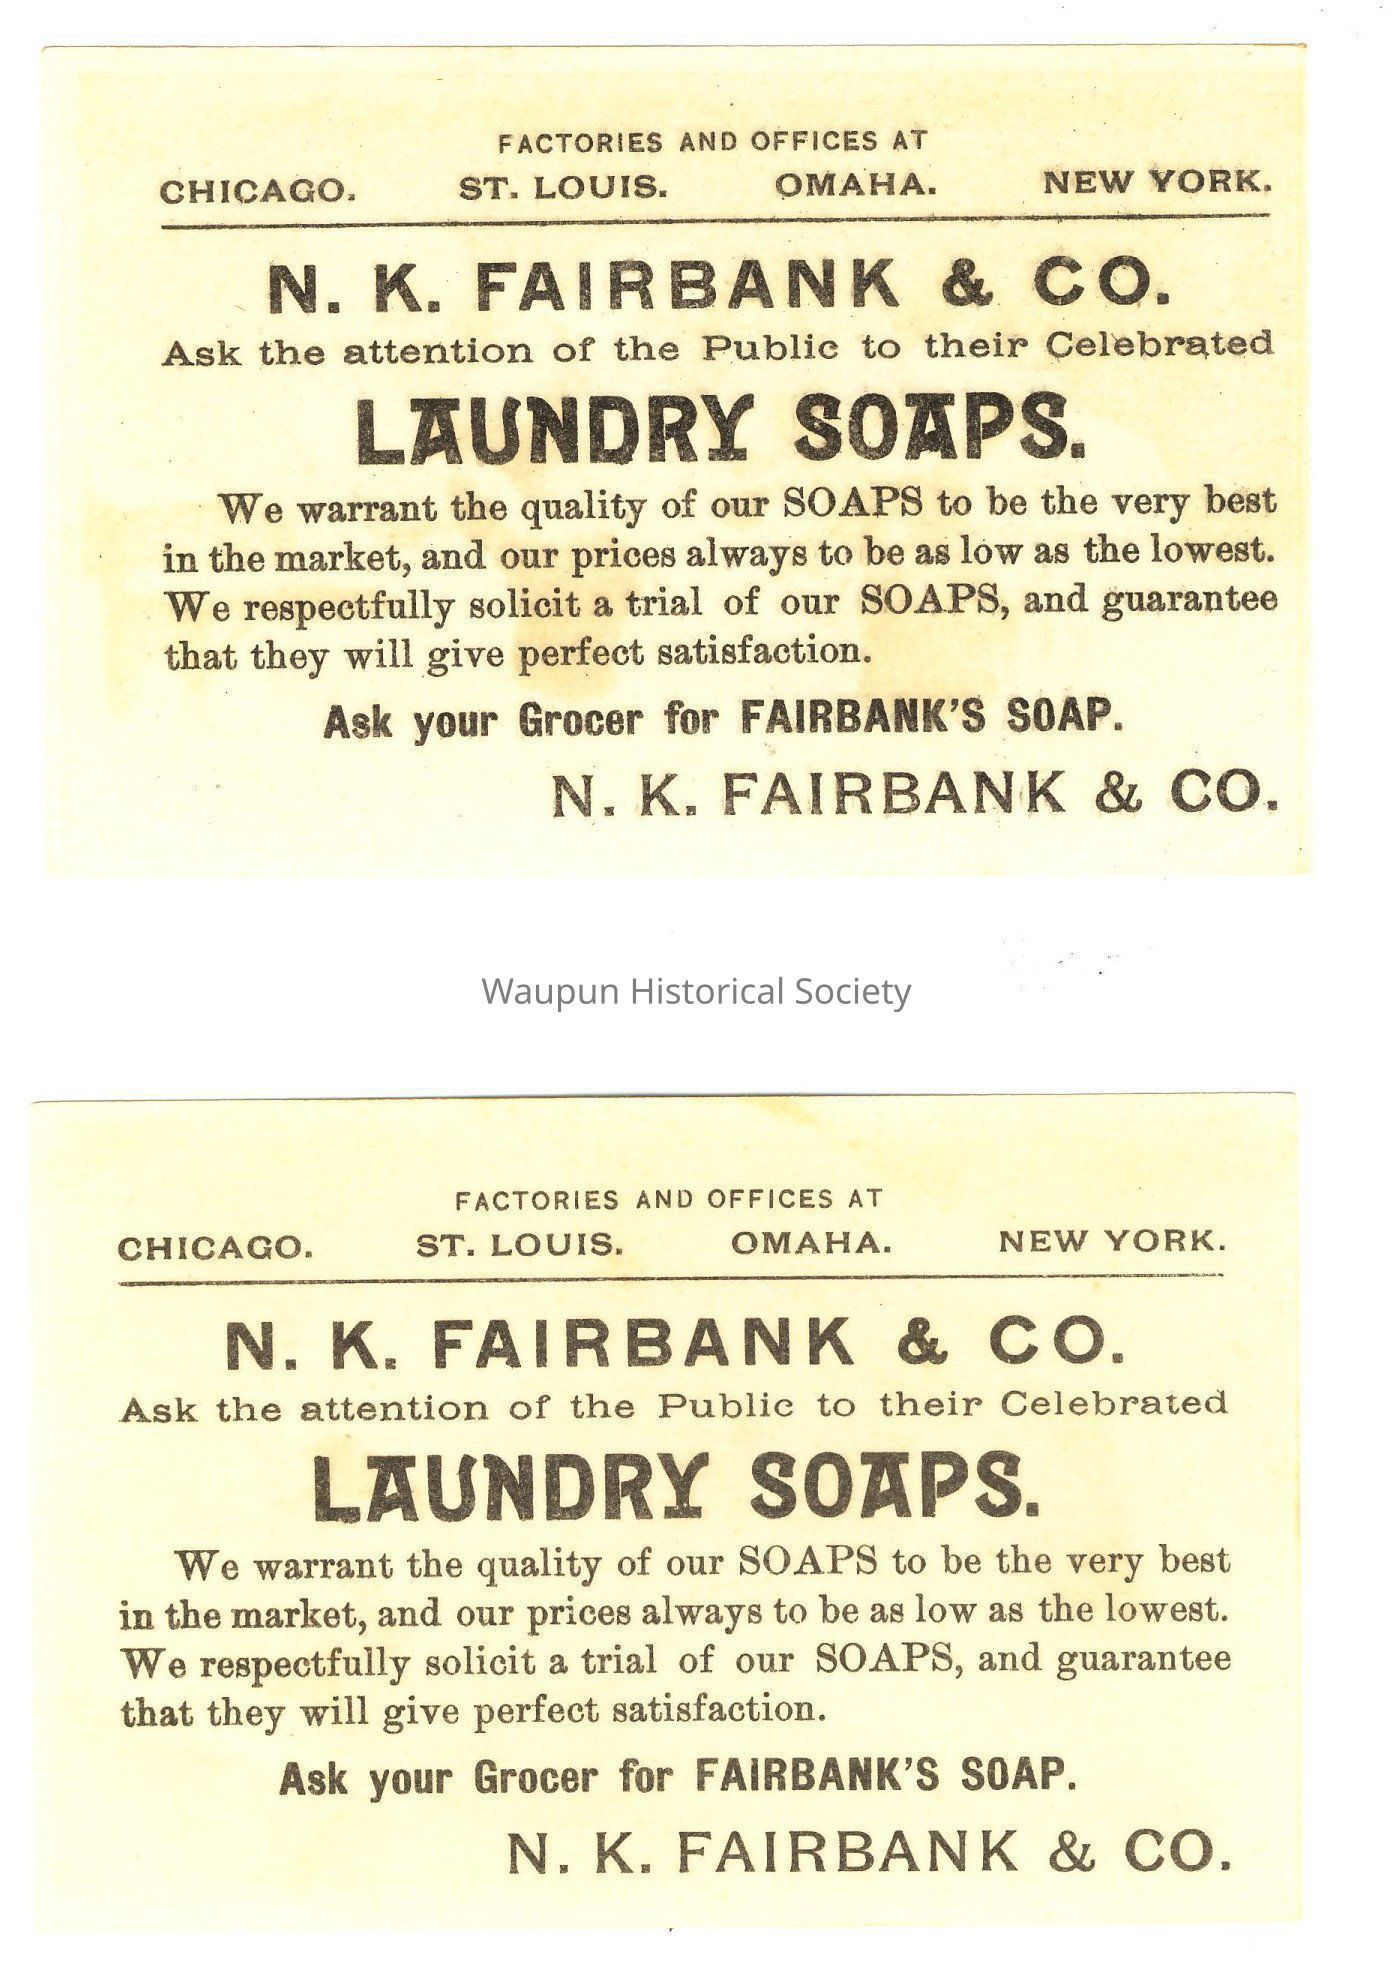 FACTORIES AND OFFICES AT
CHICAGO. ST. LOUIS. OMAHA. NEW YORK.
N. K. FAIRBANK & CO.
Ask the attention of the Public to their Celebrated
LAUNDRY SOAPS.
We warrant the quality of our SOAPS to be the very best
in the market, and our prices always to be as low as the lowest.
We respectfully solicit a trial of our SOAPS, and guarantee
that they will give perfect satisfaction.
Ask your Grocer for FAIRBANK'S SOAP.
N. K. FAIRBANK & CO.
Waupun Historical Society
FACTORIES AND OFFICES AT
CHICAGO. ST. LOUIS. OMAHA. NEW YORK.
N. K. FAIRBANK & CO.
Ask the attention of the Public to their Celebrated
LAUNDRY SOAPS.
We warrant the quality of our SOAPS to be the very best
in the market, and our prices always to be as low as the lowest.
We respectfully solicit a trial of our SOAPS, and guarantee
that they will give perfect satisfaction.
Ask your Grocer for FAIRBANK'S SOAP.
N. K. FAIRBANK & CO.